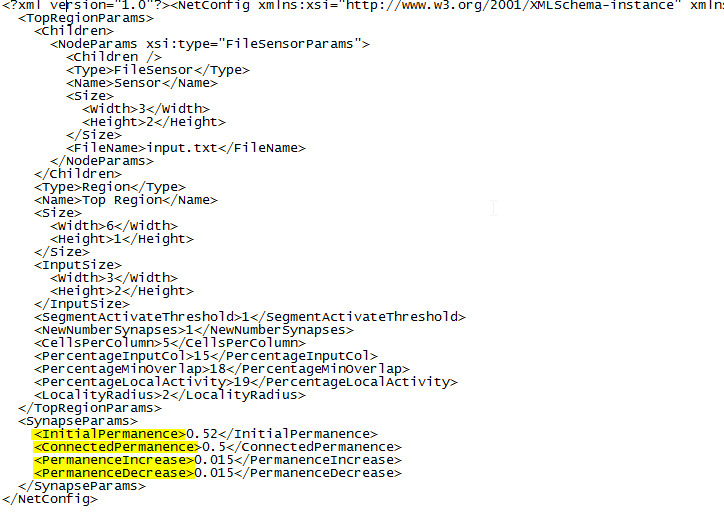 <?xml version="1.0"?><NetConfig xmlns:xsi="http://www.w3.org/2001/XMLSchema-instance" xmlns
<TopRegionParams>
<Children>
<NodeParams xsi:type="FileSensorParams">
<Children />
<Type>FileSensor</Type>
<Name>Sensor</Name>
<Size>
<Width>3</Width>
<Height>2</Height>
</Size>
<FileName>input.txt</FileName>
</NodeParams>
</Children>
<Type>Region</Type>
<Name>Top Region</Name>
<Size>
<Width>6</Width>
<Height>1</Height>
</Size>
<InputSize>
<Width>3</Width>
<Height>2</Height>
</InputSize>
<SegmentActivateThreshold>1</SegmentActivateThreshold>
<NewNumberSynapses>1</NewNumberSynapses>
<CellsPerColumn>5</CellsPerColumn>
<PercentageInputCol>15</PercentageInputCol>
<PercentageMinOverlap>18</PercentageMinOverlap>
<PercentageLocalActivity>19</PercentageLocalActivity>
<LocalityRadius>2</LocalityRadius>
</TopRegionParams>
<SynapseParams>
<InitialPermanence>0.52</InitialPermanence>
<ConnectedPermanence>0.5</ConnectedPermanence>
<PermanenceIncrease>0.015</PermanenceIncrease>
<PermanenceDecrease>0.015</PermanenceDecrease>
</SynapseParams>
</NetConfig>